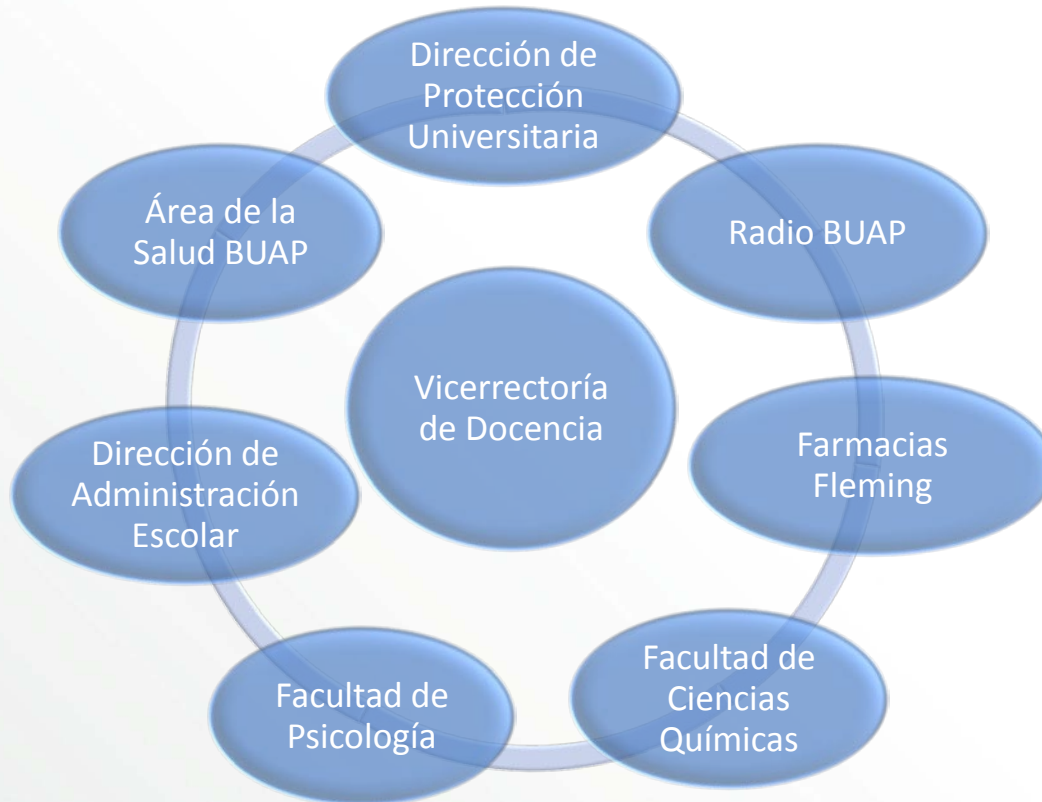 Dirección de
Protección
Universitaria
Área de la
Salud BUAP
Radio BUAP
Vicerrectoría
de Docencia
Dirección de
Administración
Escolar
Farmacias
Fleming
Facultad de
Psicología
Facultad de
Ciencias
Químicas